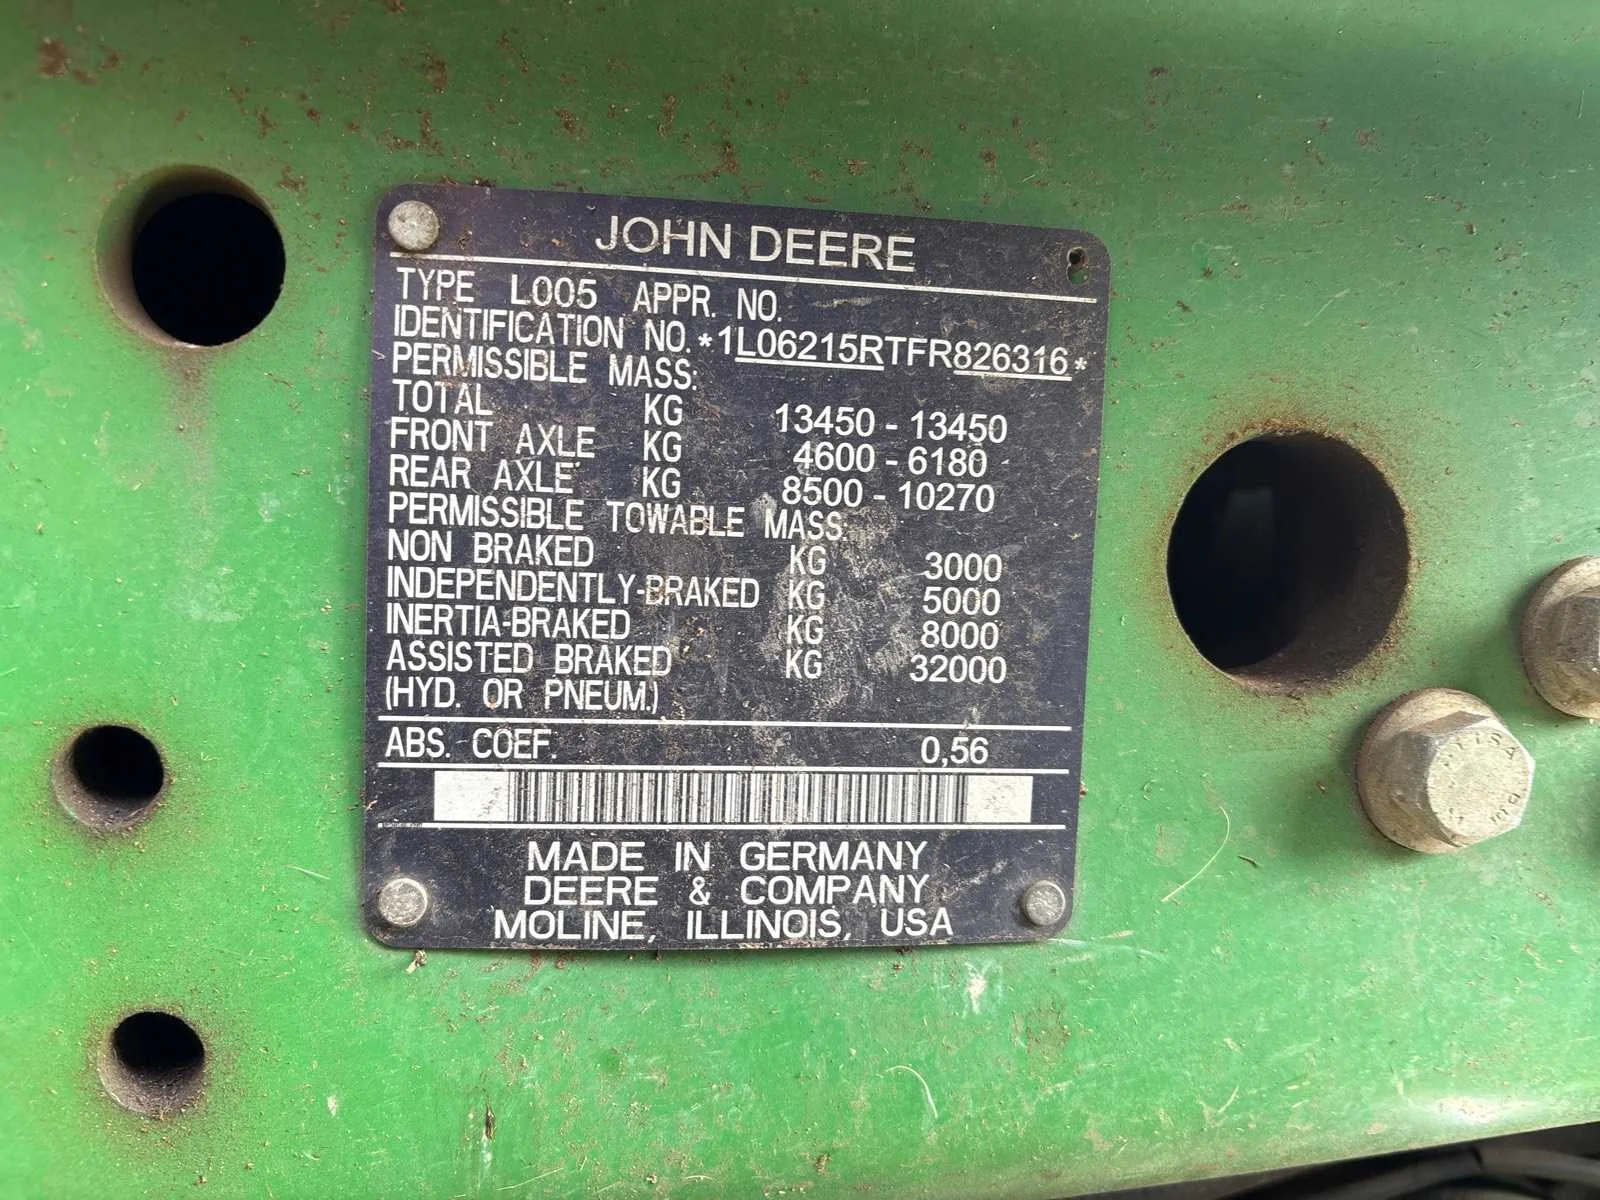 JOHN DEERE
TYPE L005 APPR. NO.
IDENTIFICATION NO. *1L06215RTFR826316*
PERMISSIBLE MASS:
TOTAL KG 13450 - 13450
FRONT AXLE KG 4600 - 6180
REAR AXLE KG 8500 - 10270
PERMISSIBLE TOWABLE MASS:
NON BRAKED KG 3000
INDEPENDENTLY-BRAKED KG 5000
INERTIA-BRAKED KG 8000
ASSISTED BRAKED KG 32000
(HYD. OR PNEUM.)
ABS. COEF. 0,56
MADE IN GERMANY
DEERE & COMPANY
MOLINE, ILLINOIS, USA